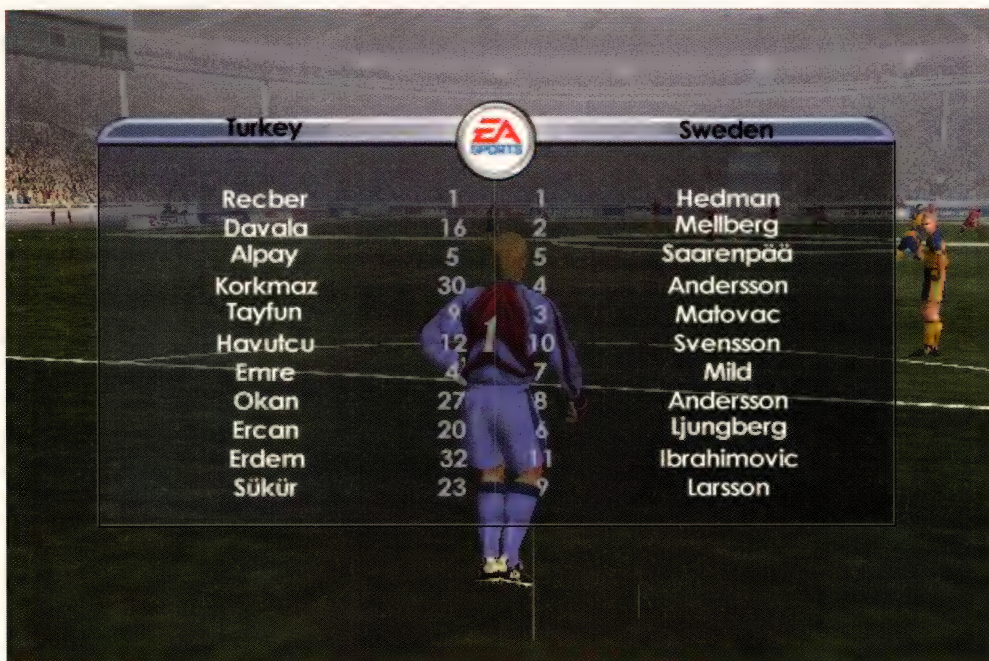 Turkey EA SPORTS Sweden
Recber 1 1 Hedman
Davala 16 2 Mellberg
Alpay 5 5 Saarenpää
Korkmaz 30 4 Andersson
Tayfun 9 3 Matovac
Havutcu 12 1 10 Svensson
Emre 4 7 Mild
Okan 27 8 Andersson
Ercan 20 6 Ljungberg
Erdem 32 11 Ibrahimovic
Sükür 23 9 Larsson